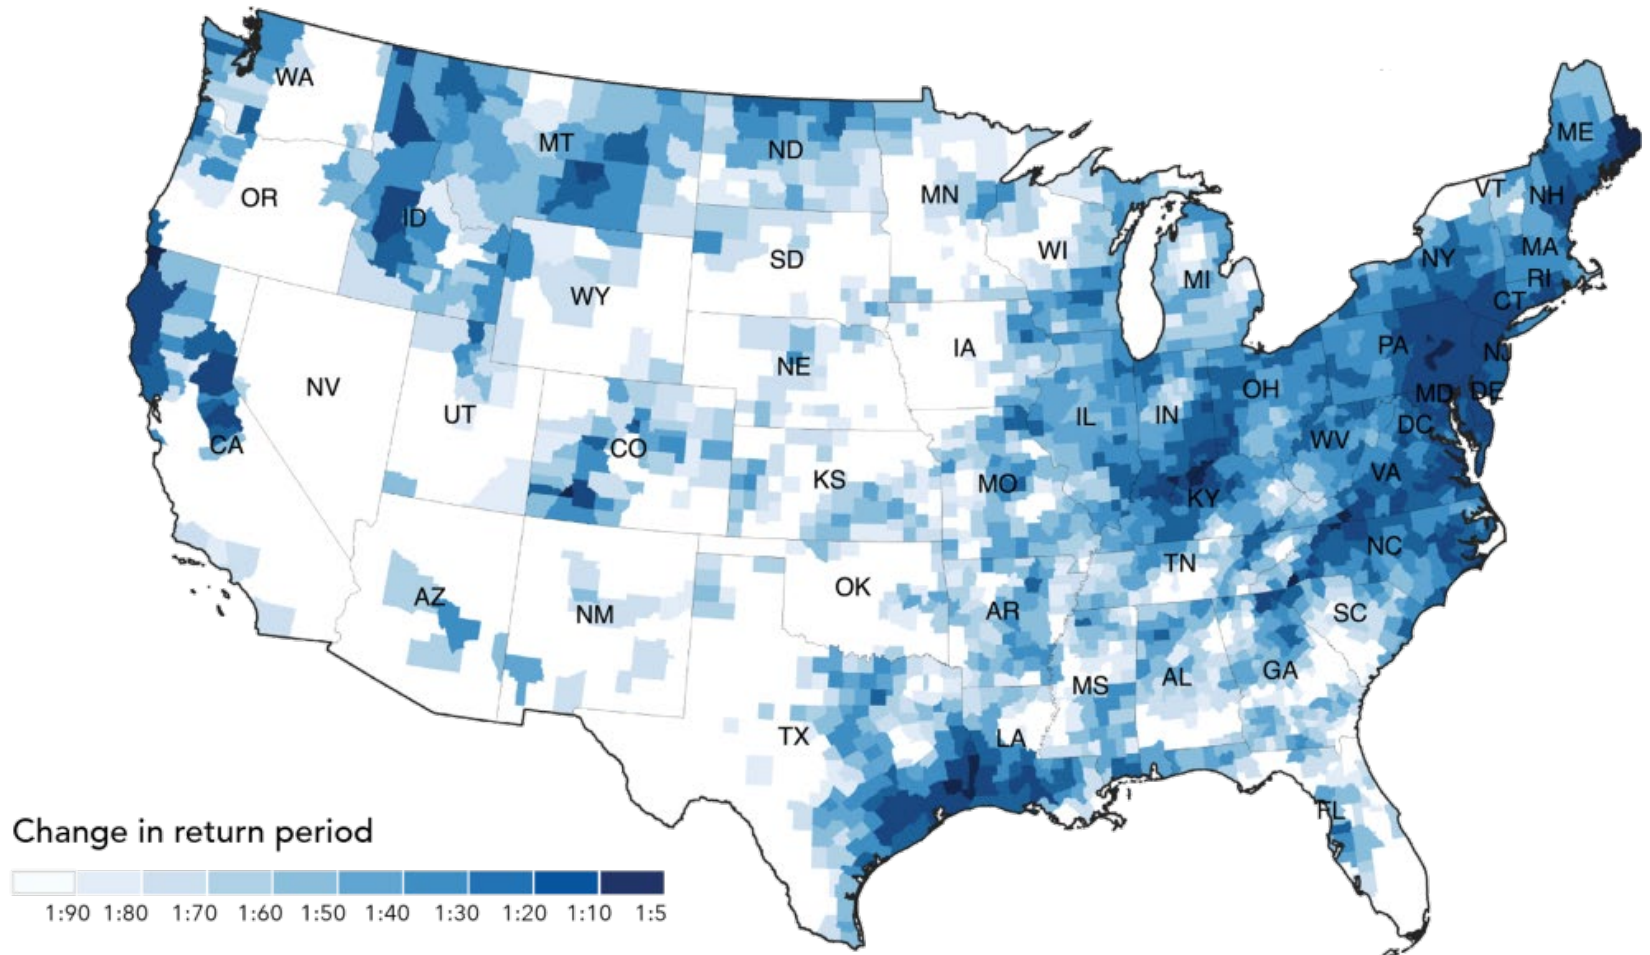 WA
MT
ND
ME
OR
ID
MN
VT
NH
SD
WI
MI
NY
MA
RI
WY
CT
NE
IA
PA
NJ
NV
UT
CO
IL
IN
OH
MD
DE
CA
KS
MO
WV
DC
VA
KY
AZ
NM
OK
AR
TN
NC
SC
TX
LA
MS
AL
GA
FL
Change in return period
1:90 1:80 1:70 1:60 1:50 1:40 1:30 1:20 1:10 1:5